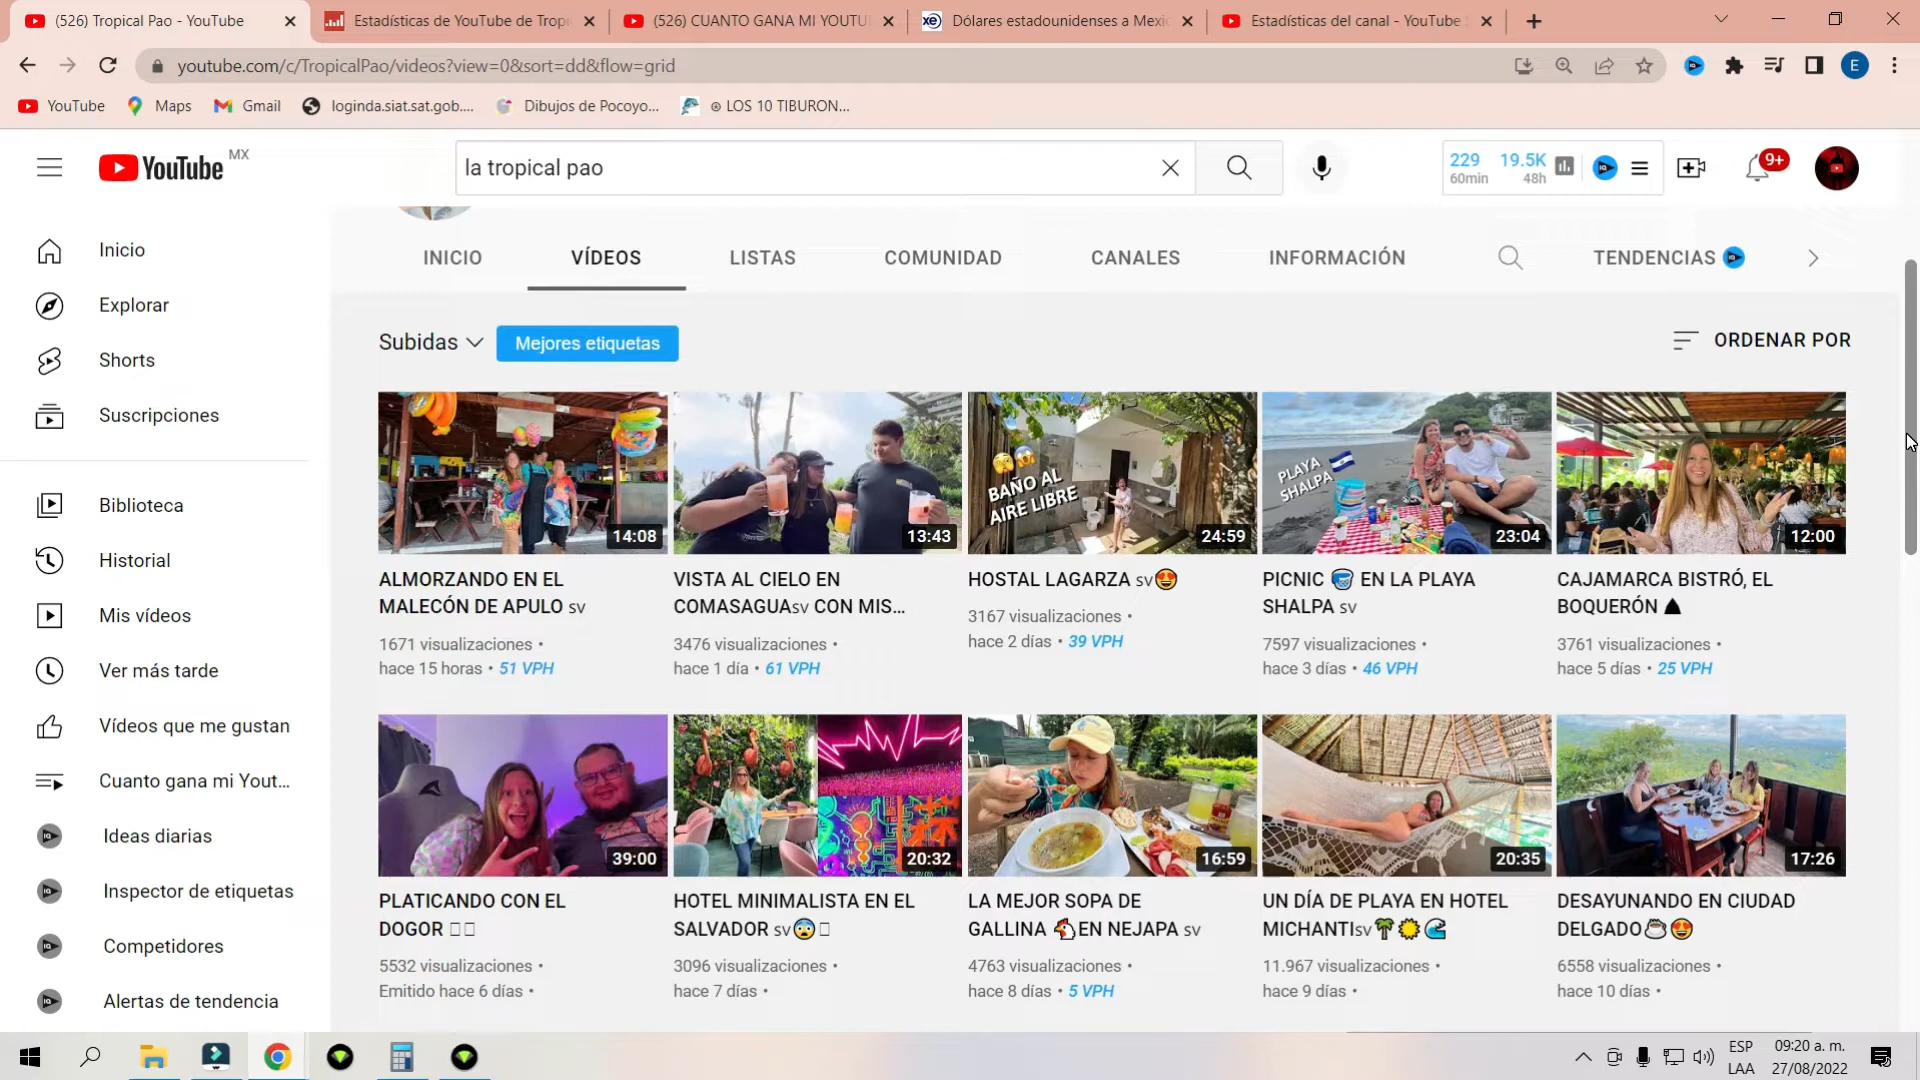 (526) Tropical Pao - YouTube
Estadísticas de YouTube de Tropi
(526) CUANTO GANA MI YOUTU
Dólares estadounidenses a Mexic
Estadísticas del canal - YouTube S
youtube.com/c/TropicalPao/videos?view=0&sort=dd&flow=grid
E
YouTube
Maps
Gmail
loginda.siat.sat.gob....
Dibujos de Pocoyo...
⊛ LOS 10 TIBURON...
YouTube MX
la tropical pao
229
60min
19.5K
48h
9+
Inicio
Explorar
Shorts
Suscripciones
Biblioteca
Historial
Mis vídeos
Ver más tarde
Vídeos que me gustan
Cuanto gana mi Yout...
Ideas diarias
Inspector de etiquetas
Competidores
Alertas de tendencia
INICIO
VÍDEOS
LISTAS
COMUNIDAD
CANALES
INFORMACIÓN
TENDENCIAS
Subidas
Mejores etiquetas
ORDENAR POR
14:08
13:43
BAÑO AL
AIRE LIBRE
24:59
PLAYA
SHALPA
23:04
12:00
ALMORZANDO EN EL
MALECÓN DE APULO sv
1671 visualizaciones •
hace 15 horas • 51 VPH
VISTA AL CIELO EN
COMASAGUAsv CON MIS...
3476 visualizaciones •
hace 1 día • 61 VPH
HOSTAL LAGARZA sv😍
3167 visualizaciones •
hace 2 días • 39 VPH
PICNIC 🪣 EN LA PLAYA
SHALPA sv
7597 visualizaciones •
hace 3 días • 46 VPH
CAJAMARCA BISTRÓ, EL
BOQUERÓN
3761 visualizaciones •
hace 5 días • 25 VPH
39:00
20:32
16:59
20:35
17:26
PLATICANDO CON EL
DOGOR
5532 visualizaciones •
Emitido hace 6 días •
HOTEL MINIMALISTA EN EL
SALVADOR sv😨
3096 visualizaciones •
hace 7 días •
LA MEJOR SOPA DE
GALLINA 🐔EN NEJAPA sv
4763 visualizaciones •
hace 8 días • 5 VPH
UN DÍA DE PLAYA EN HOTEL
MICHANTIsv🌴☀️🌊
11.967 visualizaciones •
hace 9 días •
DESAYUNANDO EN CIUDAD
DELGADO☕😍
6558 visualizaciones •
hace 10 días •
ESP
LAA
09:20 a. m.
27/08/2022